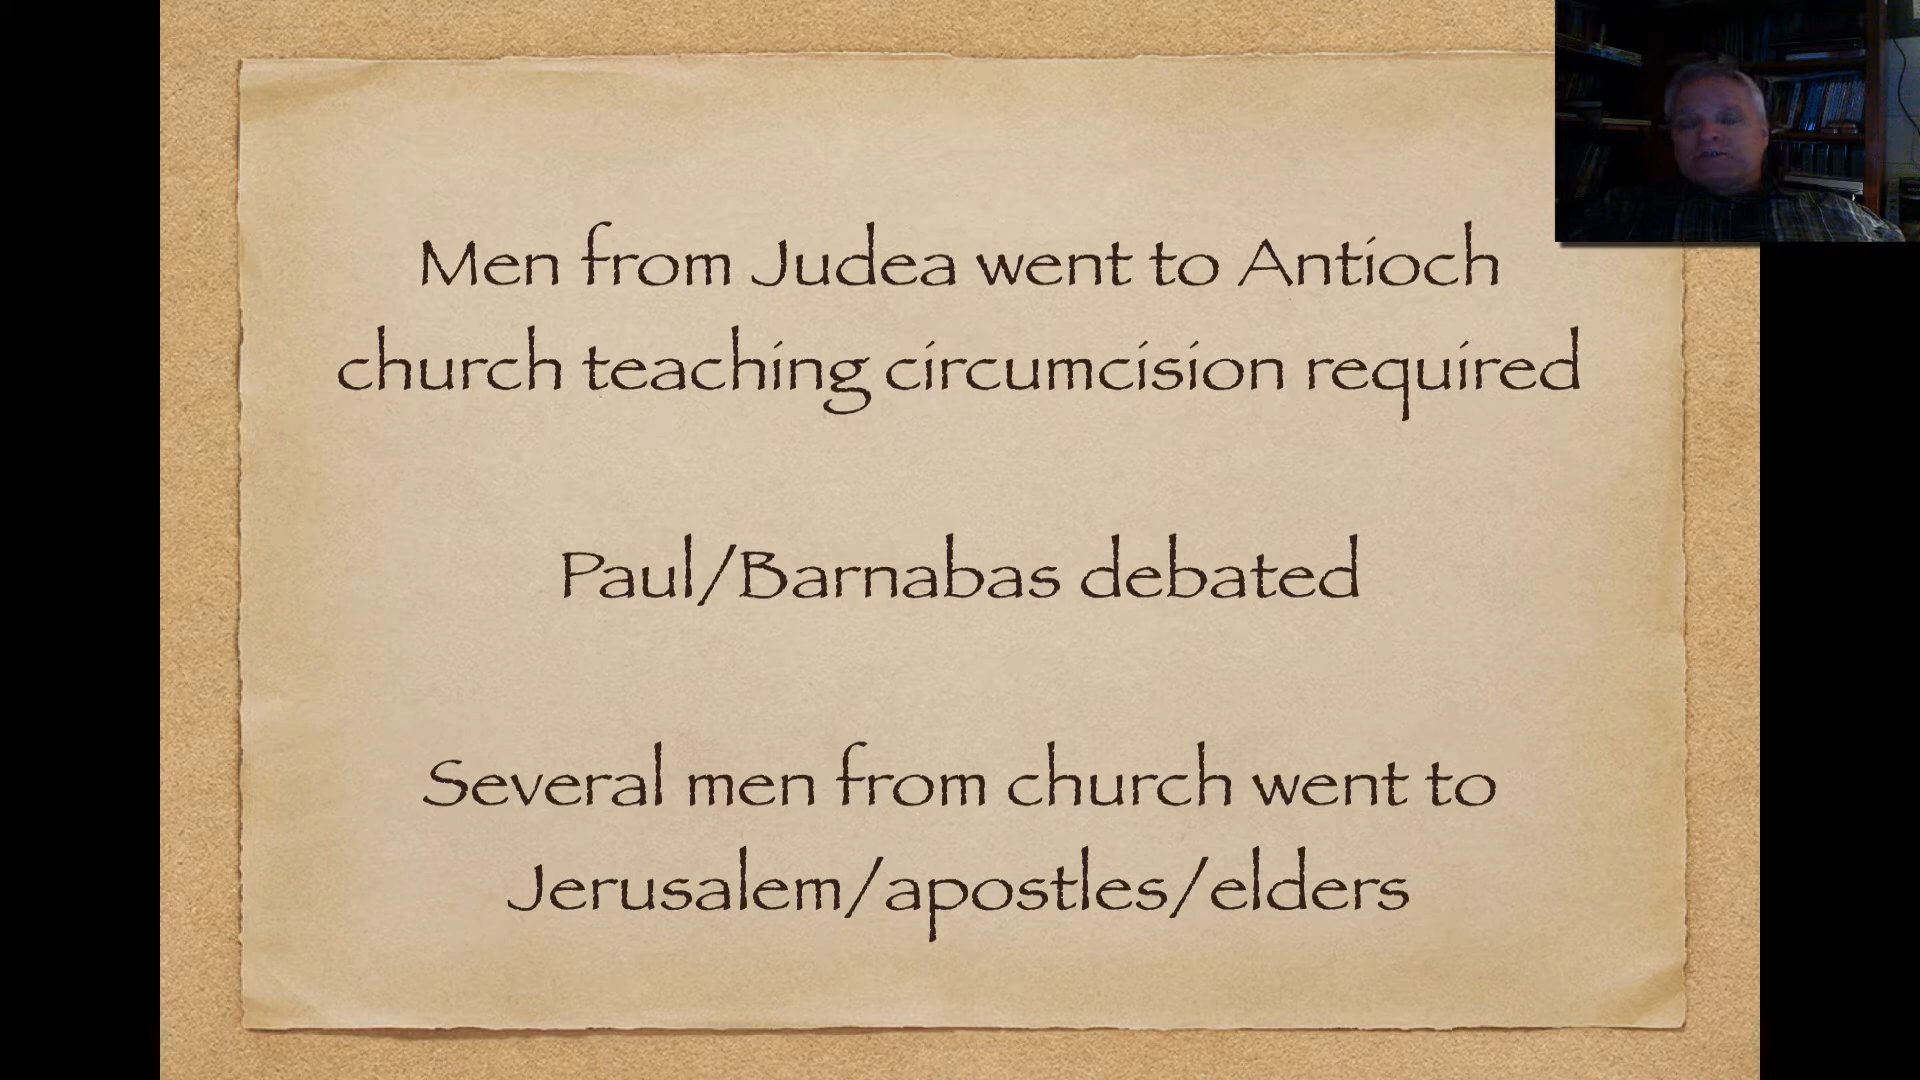 Men from Judea went to Antioch
church teaching circumcision required
Paul/Barnabas debated
Several men from church went to
Jerusalem/apostles/elders